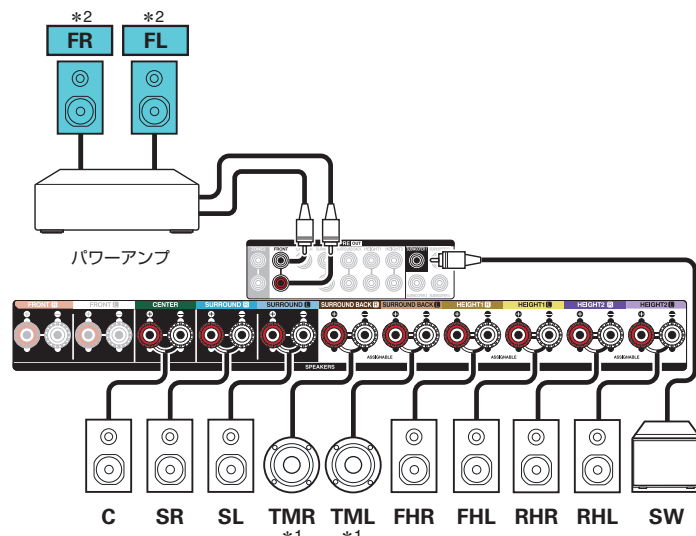 *2 *2
FR FL
パワーアンプ
FRONT
FRONT R FRONT L CENTER SURROUND R SURROUND L SURROUND BACK R SURROUND BACK L HEIGHT1 R HEIGHT1 L HEIGHT2 R HEIGHT2 L
ASSIGNABLE ASSIGNABLE ASSIGNABLE
SPEAKERS
C SR SL TMR TML FHR FHL RHR RHL SW
*1 *1